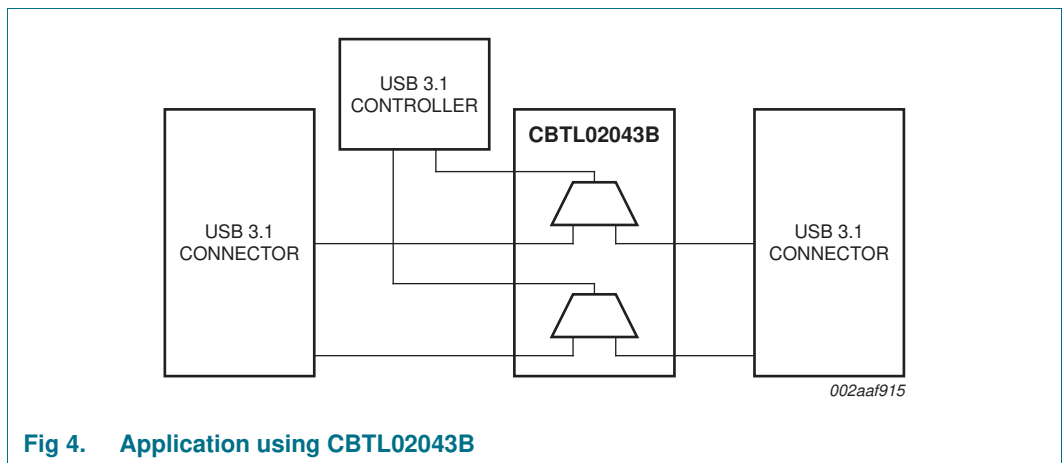 USB 3.1
CONTROLLER
CBTL02043B
USB 3.1
CONNECTOR
USB 3.1
CONNECTOR
002aaf915
Fig 4. Application using CBTL02043B